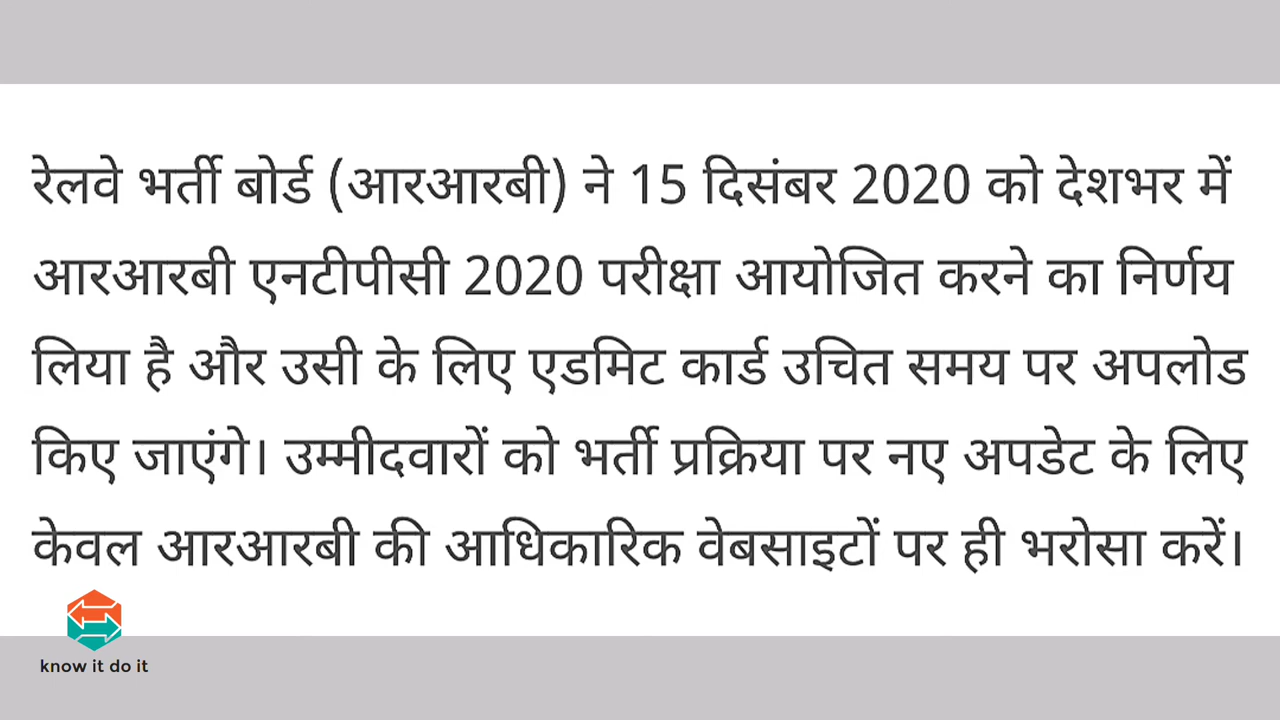 रेलवे भर्ती बोर्ड (आरआरबी) ने 15 दिसंबर 2020 को देशभर में
आरआरबी एनटीपीसी 2020 परीक्षा आयोजित करने का निर्णय
लिया है और उसी के लिए एडमिट कार्ड उचित समय पर अपलोड
किए जाएंगे। उम्मीदवारों को भर्ती प्रक्रिया पर नए अपडेट के लिए
केवल आरआरबी की आधिकारिक वेबसाइटों पर ही भरोसा करें।
know it do it